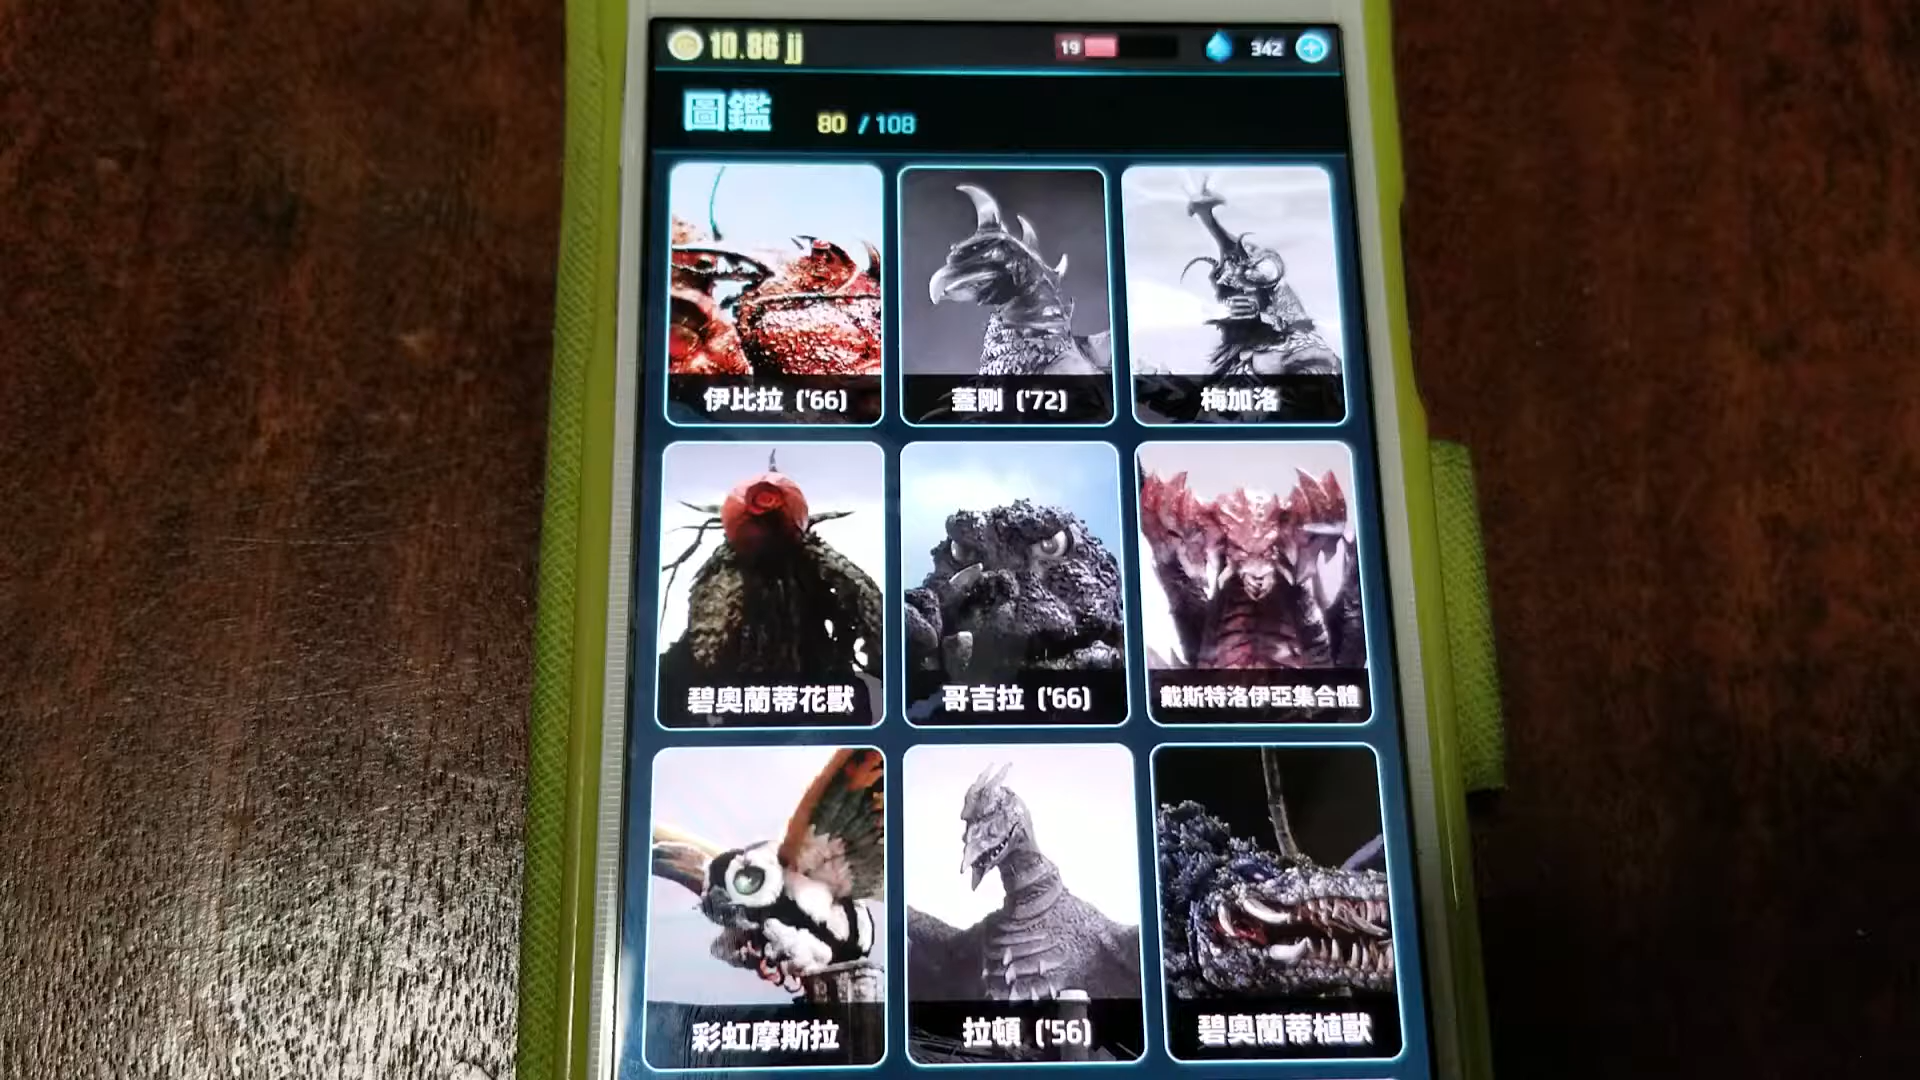 10.86 jj
19
342
圖鑑
80 / 108
伊比拉 ('66)
蓋剛 ('72)
梅加洛
碧奧蘭蒂花獸
哥吉拉 ('66)
戴斯特洛伊亞集合體
彩虹摩斯拉
拉頓 ('56)
碧奧蘭蒂植獸